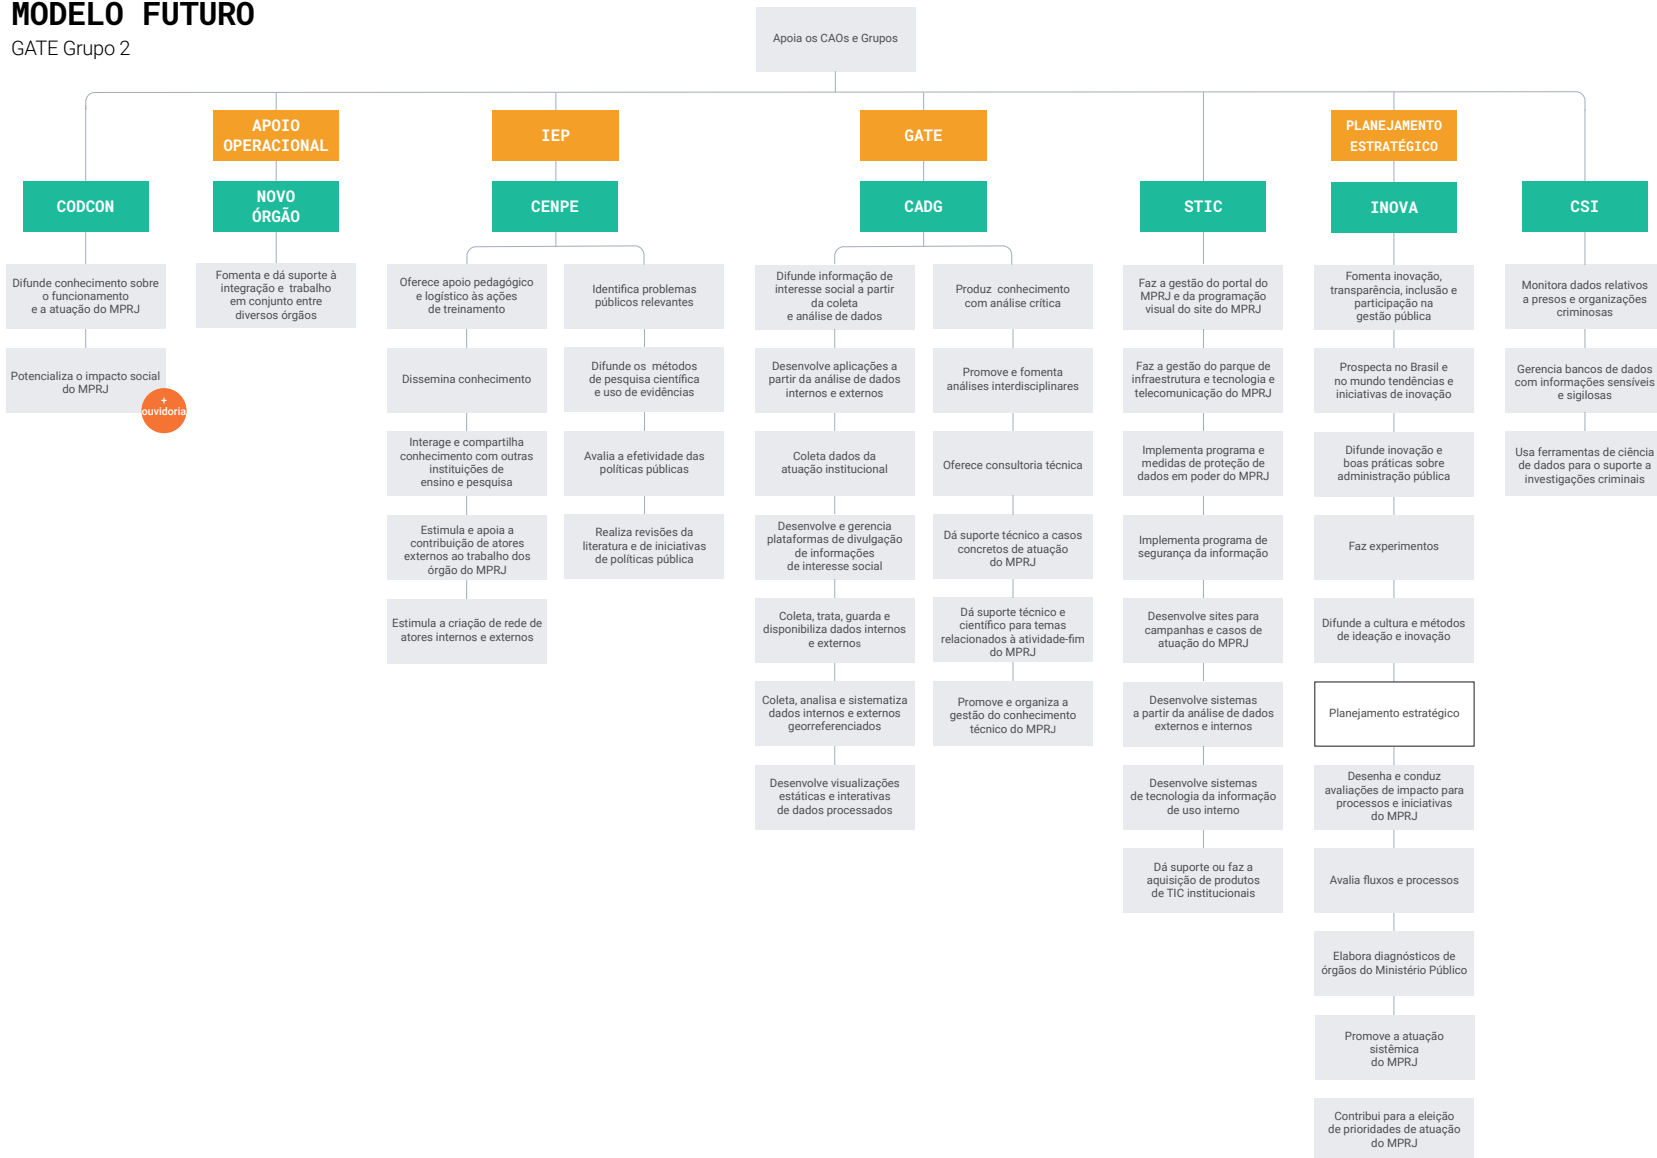 MODELO FUTURO
GATE Grupo 2
Apoia os CAOs e Grupos
CODCON
Difunde conhecimento sobre
o funcionamento
e a atuação do MPRJ
Potencializa o impacto social
do MPRJ
+
ouvidoria
APOIO
OPERACIONAL
NOVO
ÓRGÃO
Fomenta e dá suporte à
integração e trabalho
em conjunto entre
diversos órgãos
IEP
CENPE
Oferece apoio pedagógico
e logístico às ações
de treinamento
Dissemina conhecimento
Interage e compartilha
conhecimento com outras
instituições de
ensino e pesquisa
Estimula e apoia a
contribuição de atores
externos ao trabalho dos
órgão do MPRJ
Estimula a criação de rede de
atores internos e externos
Identifica problemas
públicos relevantes
Difunde os métodos
de pesquisa científica
e uso de evidências
Avalia a efetividade das
políticas públicas
Realiza revisões da
literatura e de iniciativas
de políticas pública
GATE
CADG
Difunde informação de
interesse social a partir
da coleta
e análise de dados
Desenvolve aplicações a
partir da análise de dados
internos e externos
Coleta dados da
atuação institucional
Desenvolve e gerencia
plataformas de divulgação
de informações
de interesse social
Coleta, trata, guarda e
disponibiliza dados internos
e externos
Coleta, analisa e sistematiza
dados internos e externos
georreferenciados
Desenvolve visualizações
estáticas e interativas
de dados processados
Produz conhecimento
com análise crítica
Promove e fomenta
análises interdisciplinares
Oferece consultoria técnica
Dá suporte técnico a casos
concretos de atuação
do MPRJ
Dá suporte técnico e
científico para temas
relacionados à atividade-fim
do MPRJ
Promove e organiza a
gestão do conhecimento
técnico do MPRJ
STIC
Faz a gestão do portal do
MPRJ e da programação
visual do site do MPRJ
Faz a gestão do parque de
infraestrutura e tecnologia e
telecomunicação do MPRJ
Implementa programa e
medidas de proteção de
dados em poder do MPRJ
Implementa programa de
segurança da informação
Desenvolve sites para
campanhas e casos de
atuação do MPRJ
Desenvolve sistemas
a partir da análise de dados
externos e internos
Desenvolve sistemas
de tecnologia da informação
de uso interno
Dá suporte ou faz a
aquisição de produtos
de TIC institucionais
PLANEJAMENTO
ESTRATÉGICO
INOVA
Fomenta inovação,
transparência, inclusão e
participação na
gestão pública
Prospecta no Brasil e
no mundo tendências e
iniciativas de inovação
Difunde inovação e
boas práticas sobre
administração pública
Faz experimentos
Difunde a cultura e métodos
de ideação e inovação
Planejamento estratégico
Desenha e conduz
avaliações de impacto para
processos e iniciativas
do MPRJ
Avalia fluxos e processos
Elabora diagnósticos de
órgãos do Ministério Público
Promove a atuação
sistêmica
do MPRJ
Contribui para a eleição
de prioridades de atuação
do MPRJ
CSI
Monitora dados relativos
a presos e organizações
criminosas
Gerencia bancos de dados
com informações sensíveis
e sigilosas
Usa ferramentas de ciência
de dados para o suporte a
investigações criminais